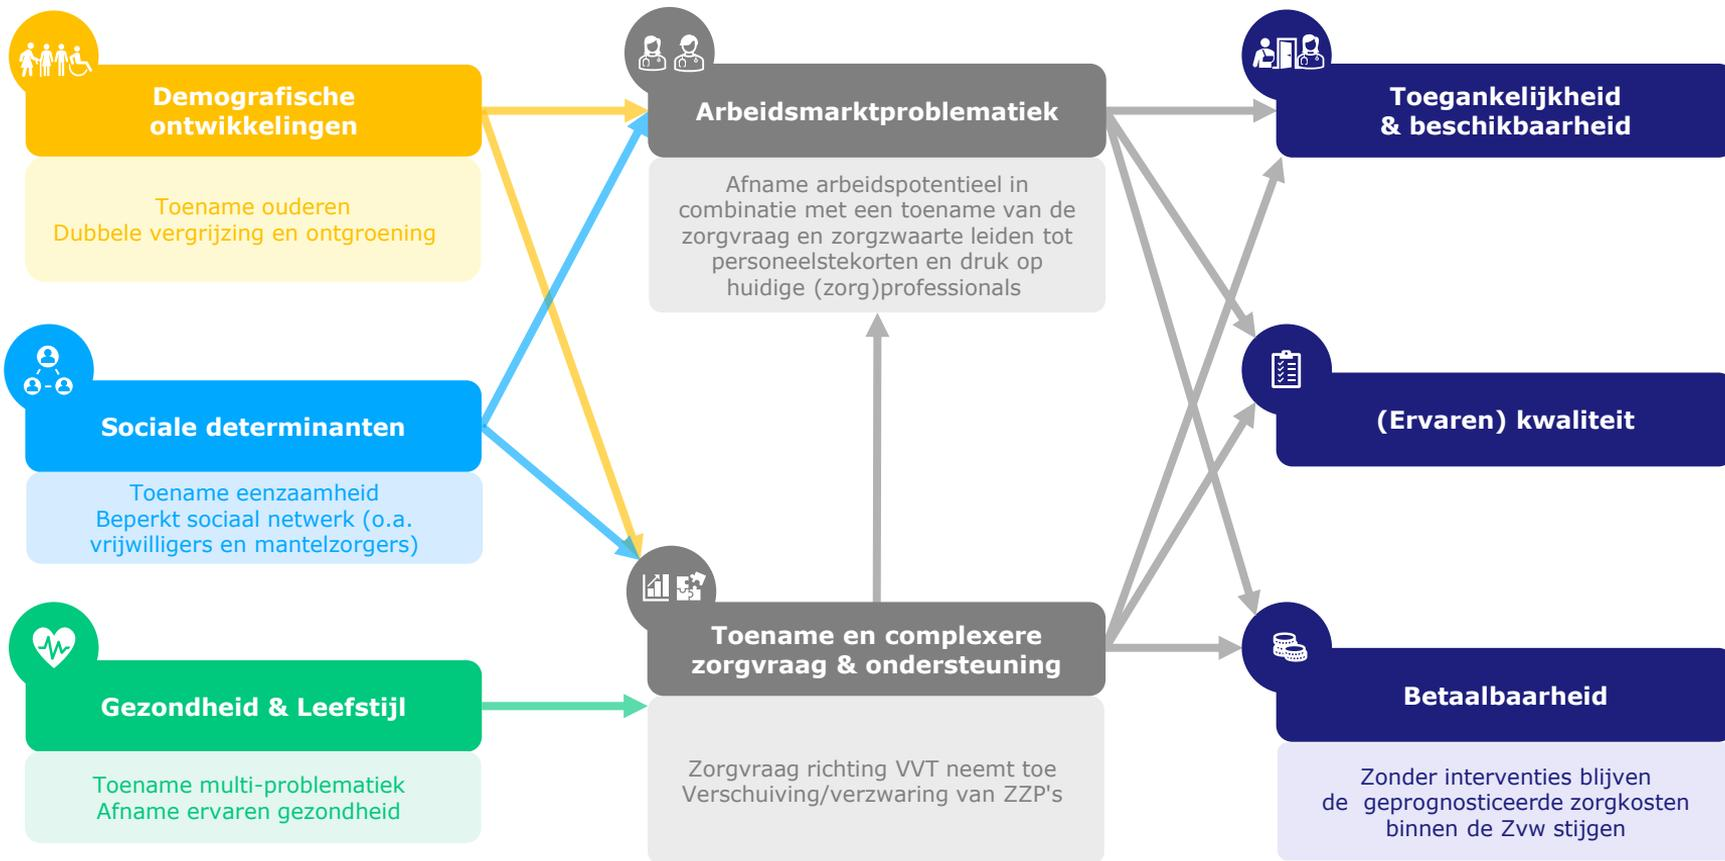 Demografische
ontwikkelingen
Toename ouderen
Dubbele vergrijzing en ontgroening
Sociale determinanten
Toename eenzaamheid
Beperkt sociaal netwerk (o.a.
vrijwilligers en mantelzorgers)
Gezondheid & Leefstijl
Toename multi-problematiek
Afname ervaren gezondheid
Arbeidsmarktproblematiek
Afname arbeidspotentieel in
combinatie met een toename van de
zorgvraag en zorgzwaarte leiden tot
personeelstekorten en druk op
huidige (zorg)professionals
Toename en complexere
zorgvraag & ondersteuning
Zorgvraag richting VVT neemt toe
Verschuiving/verzwaring van ZZP's
Toegankelijkheid
& beschikbaarheid
(Ervaren) kwaliteit
Betaalbaarheid
Zonder interventies blijven
de geprognosticeerde zorgkosten
binnen de Zvw stijgen